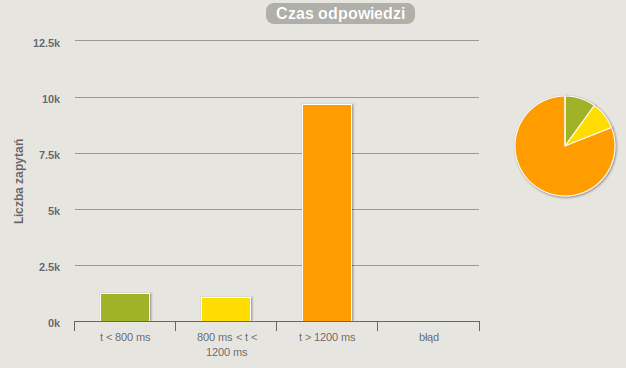 Czas odpowiedzi
12.5k
10k
7.5k
5k
2.5k
0k
Liczba zapytań
t < 800 ms
800 ms < t <
1200 ms
t > 1200 ms
błąd